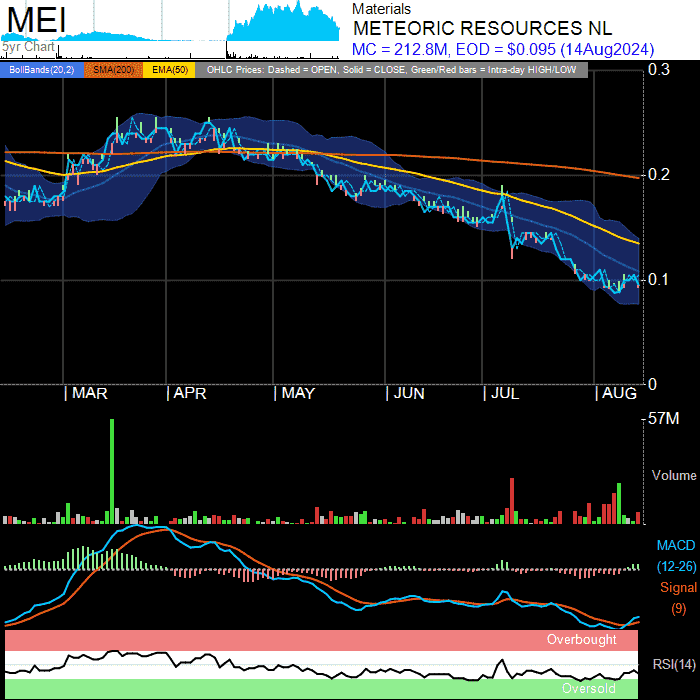 MEI
5yr Chart
Materials
METEORIC RESOURCES NL
MC = 212.8M, EOD = $0.095 (14Aug2024)
BollBands(20,2) SMA(200) EMA(50) OHLC Prices: Dashed = OPEN, Solid = CLOSE, Green/Red bars = Intra-day HIGH/LOW
0.3
0.2
0.1
0
| MAR | APR | MAY | JUN | JUL | AUG
57M
Volume
MACD
(12-26)
Signal
(9)
Overbought
RSI(14)
Oversold